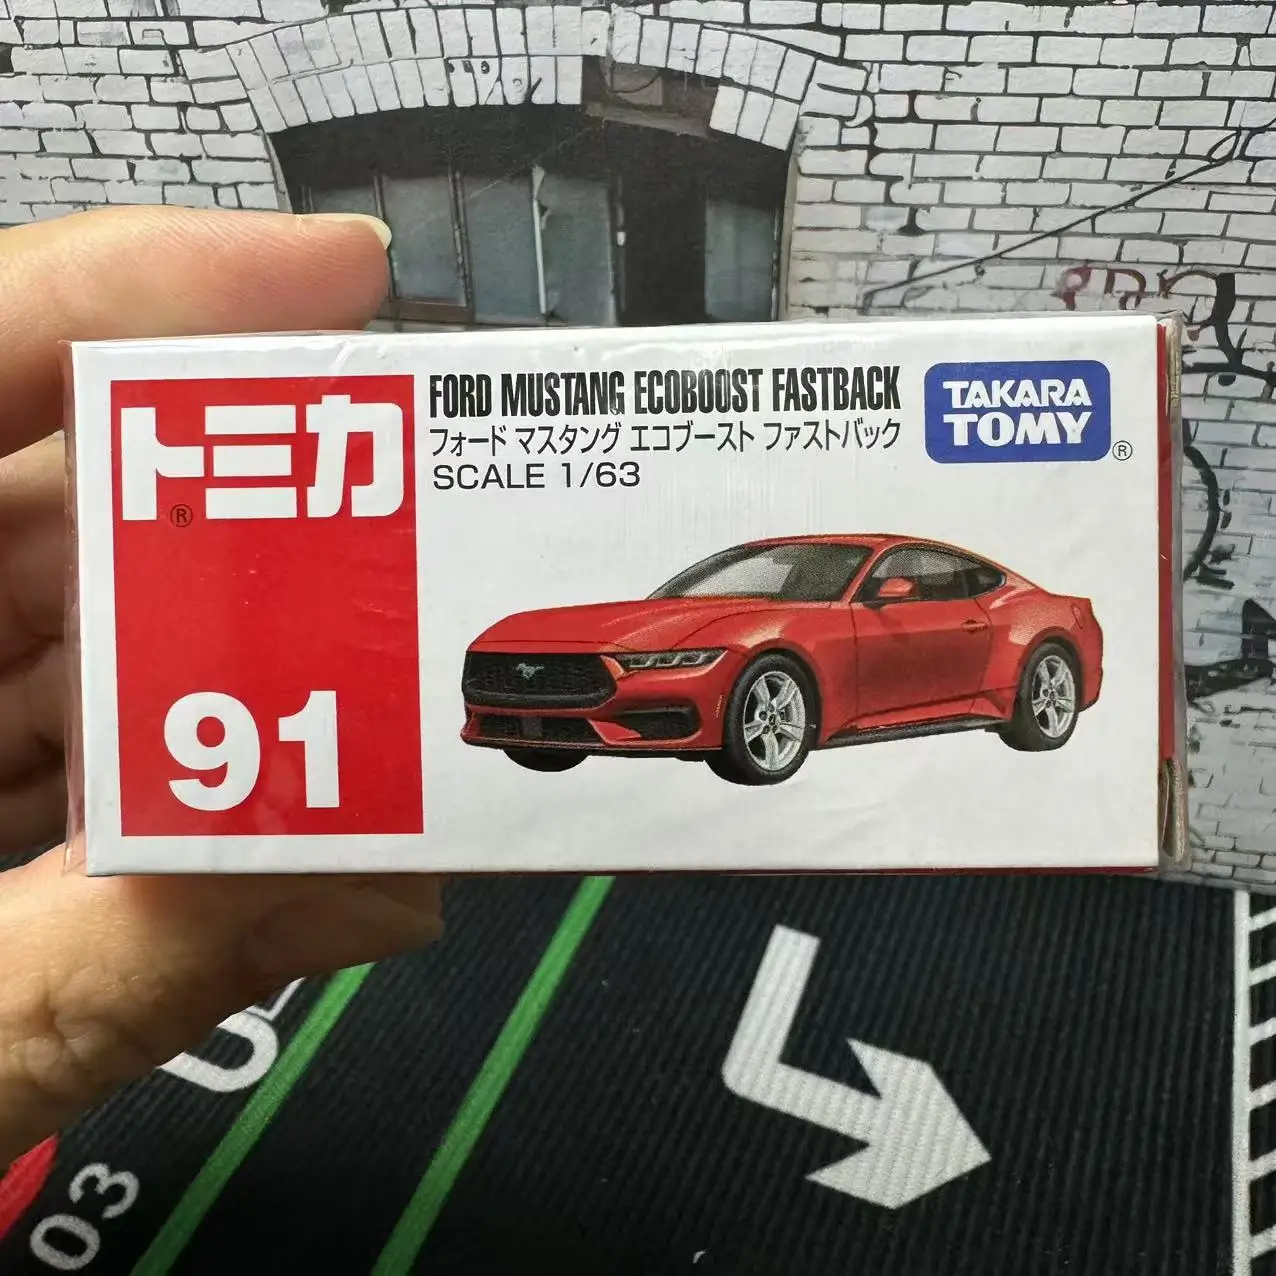 トミカ
®
91
FORD MUSTANG ECOBOOST FASTBACK
フォード マスタング エコブースト ファストバック
SCALE 1/63
TAKARA
TOMY
®
03